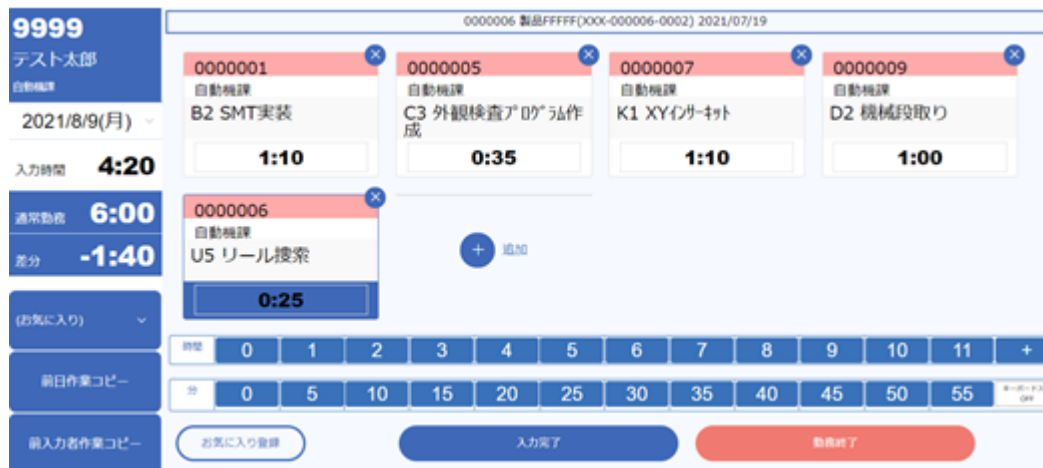 9999
テスト太郎
自動機課
2021/8/9(月)
入力時間 4:20
通常勤務 6:00
差分 -1:40
(お気に入り)
前日作業コピー
前入力者作業コピー
0000006 製品FFFFF(XXX-000006-0002) 2021/07/19
0000001
自動機課
B2 SMT実装
1:10
0000005
自動機課
C3 外観検査プログラム作
成
0:35
0000007
自動機課
K1 XYインサーキット
1:10
0000009
自動機課
D2 機械段取り
1:00
0000006
自動機課
U5 リール捜索
0:25
+ 追加
時間 0 1 2 3 4 5 6 7 8 9 10 11 +
分 0 5 10 15 20 25 30 35 40 45 50 55
OFF
お気に入り登録 入力完了 勤務終了